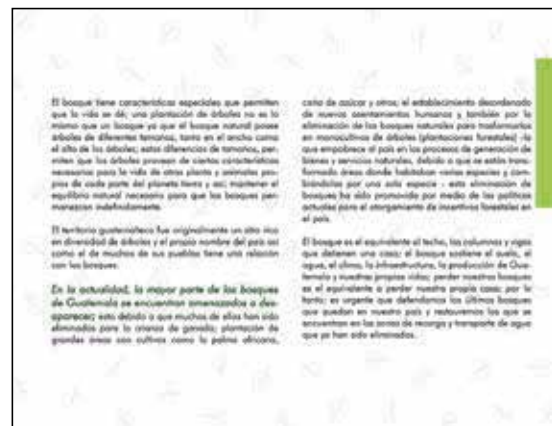 El bosque tiene características especiales que permiten
que la vida se dé; una plantación de árboles no es lo
mismo que un bosque ya que el bosque natural posee
árboles de diferentes tamaños, tanto en el ancho como
el alto de los árboles; estas diferencias de tamaños, per-
miten que los árboles provean de ciertas características
necesarias para la vida de otras planta y animales pro-
pios de cada parte del planeta tierra y así; mantener el
equilibrio natural necesario para que los bosques per-
manezcan indefinidamente.
El territorio guatemalteco fue originalmente un sitio rico
en diversidad de árboles y el propio nombre del país así
como el de muchos de sus pueblos tiene una relación
con los bosques.
En la actualidad, la mayor parte de los bosques
de Guatemala se encuentran amenazados a des-
aparecer; esto debido a que muchos de ellos han sido
eliminados para la crianza de ganado; plantación de
grandes áreas con cultivos como la palma africana,
caña de azúcar y otros; el establecimiento desordenado
de nuevos asentamientos humanos y también por la
eliminación de los bosques naturales para trasformarlos
en monocultivos de árboles (plantaciones forestales) -lo
que empobrece al país en los procesos de generación de
bienes y servicios naturales, debido a que se están trans-
formado áreas donde habitaban varias especies y cam-
biándolas por una sola especie - esta eliminación de
bosques ha sido promovida por medio de las políticas
actuales para el otorgamiento de incentivos forestales en
el país.
El bosque es el equivalente al techo, las columnas y vigas
que detienen una casa; el bosque sostiene el suelo, el
agua, el clima, la infraestructura, la producción de Gua-
temala y nuestras propias vidas; perder nuestros bosques
es el equivalente a perder nuestra propia casa; por lo
tanto; es urgente que defendamos los últimos bosques
que quedan en nuestro país y restauremos los que se
encuentran en las zonas de recarga y transporte de agua
que ya han sido eliminados.